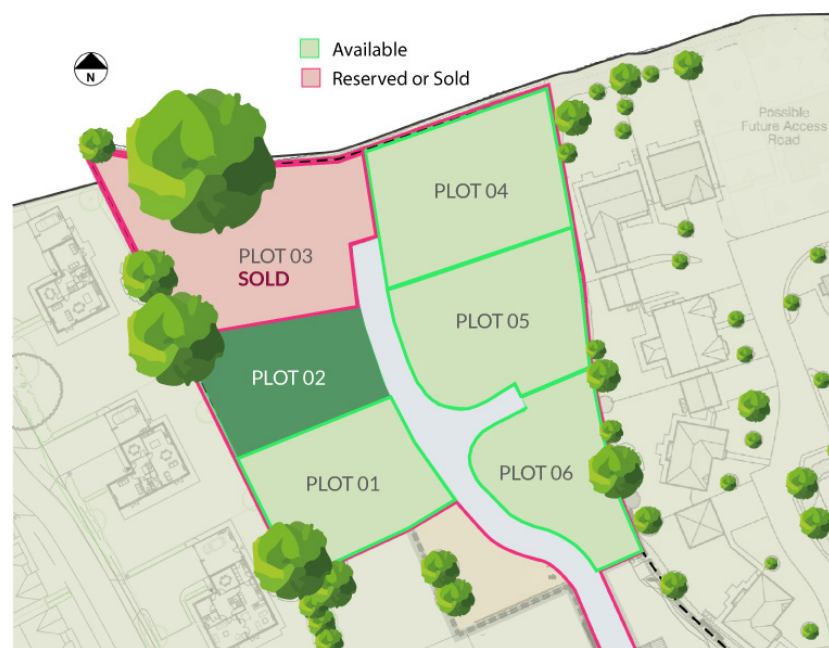 Available
Reserved or Sold
N
Possible
Future Access
Road
PLOT 04
PLOT 03
SOLD
PLOT 05
PLOT 02
PLOT 01
PLOT 06